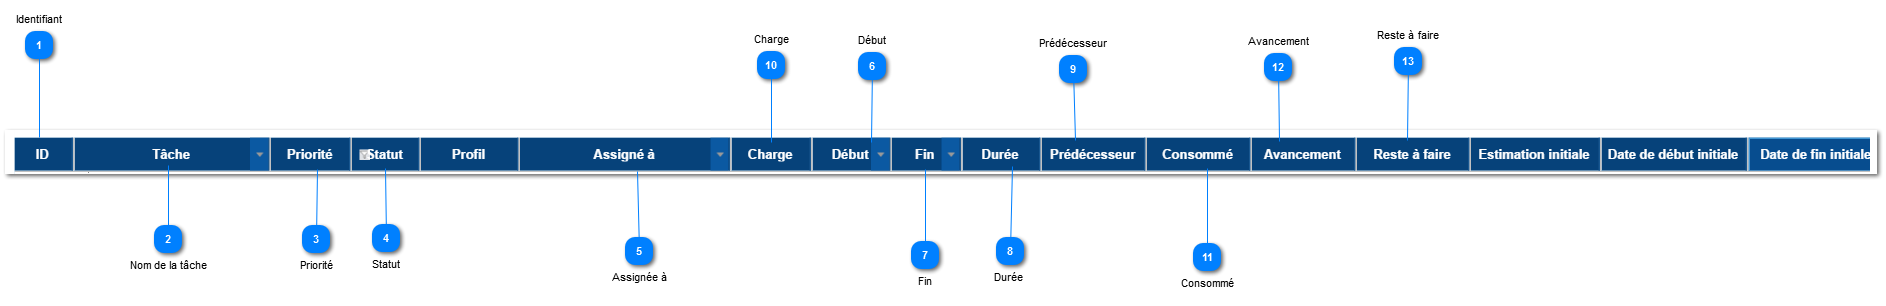 Identifiant
1
Charge
10
Début
6
Prédécesseur
9
Avancement
12
Reste à faire
13
ID Tâche Priorité Statut Profil Assigné à Charge Début Fin Durée Prédécesseur Consommé Avancement Reste à faire Estimation initiale Date de début initiale Date de fin initiale
2
Nom de la tâche
3
Priorité
4
Statut
5
Assignée à
7
Fin
8
Durée
11
Consommé